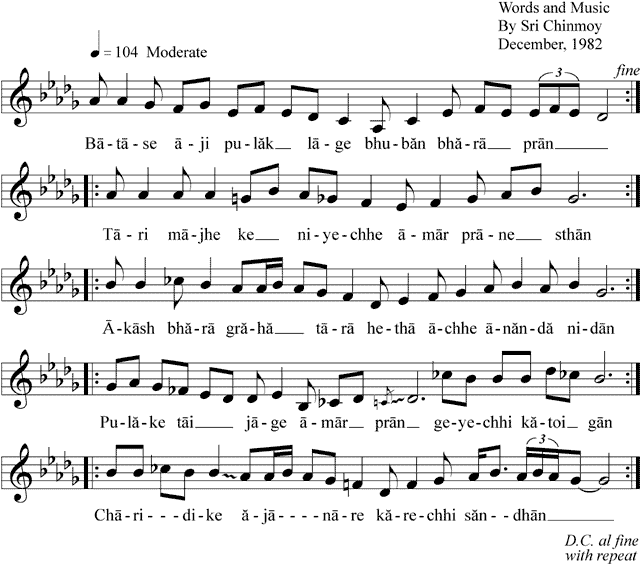 Words and Music
By Sri Chinmoy
December, 1982
= 104 Moderate
fine
3
Bā-tā-se ā-ji pu-lăk lā-ge bhu-băn bhă-rā prān
Tā-ri mā-jhe ke ni-ye-chhe ā-mār prā-ne sthān
Ā-kāsh bhă-rā gră-hă tā-rā he-thā ā-chhe ā-năn-dă ni-dān
Pu-lă-ke tāi jā-ge ā-mār prān ge-ye-chhi kă-toi gān
3
Chā-ri---di-ke ă-jā----nā-re kă-re-chhi săn--dhān
D.C. al fine
with repeat